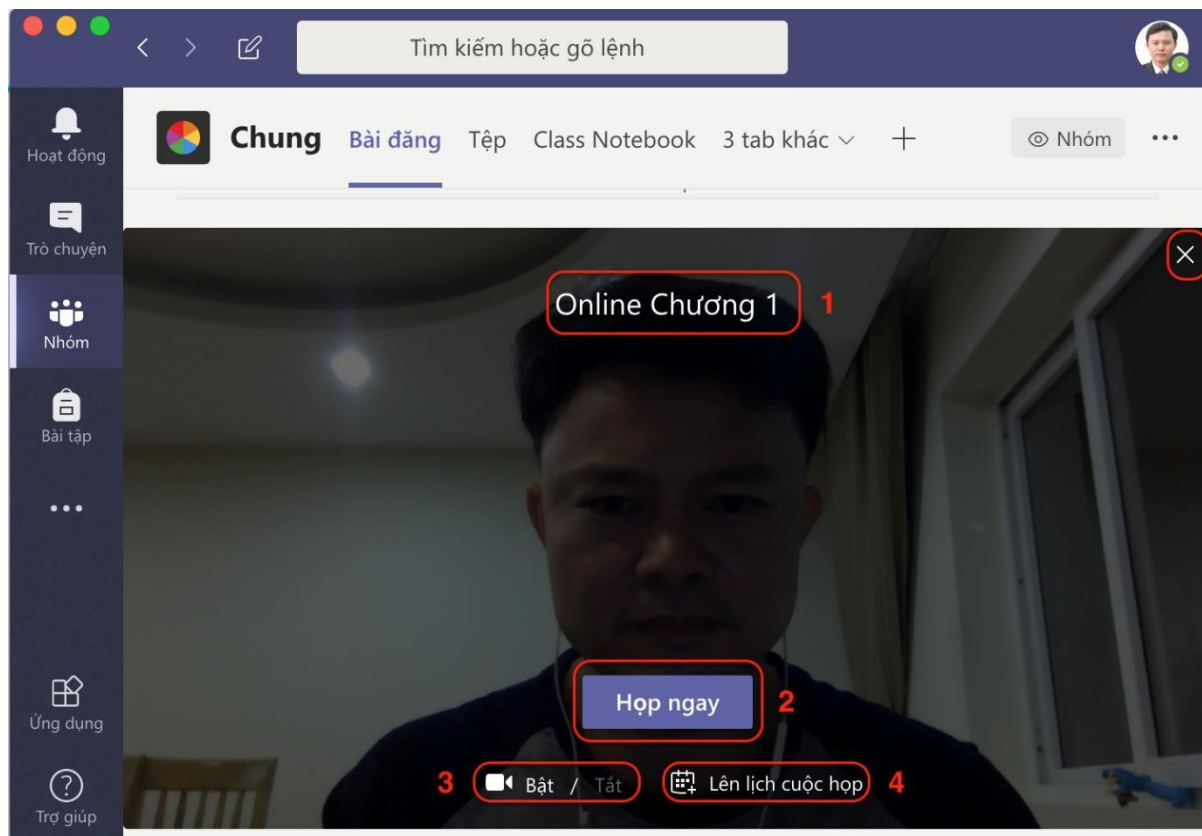 Tìm kiếm hoặc gõ lệnh
Hoạt động
Chung Bài đăng Tệp Class Notebook 3 tab khác Nhóm
Trò chuyện
Online Chương 1 1
Nhóm
Bài tập
Họp ngay 2
Ứng dụng
3 Bật / Tắt Lên lịch cuộc họp 4
Trợ giúp